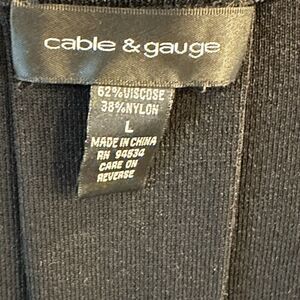 cable & gauge
62%VISCOSE
38%NYLON
L
MADE IN CHINA
RN 94534
CARE ON
REVERSE